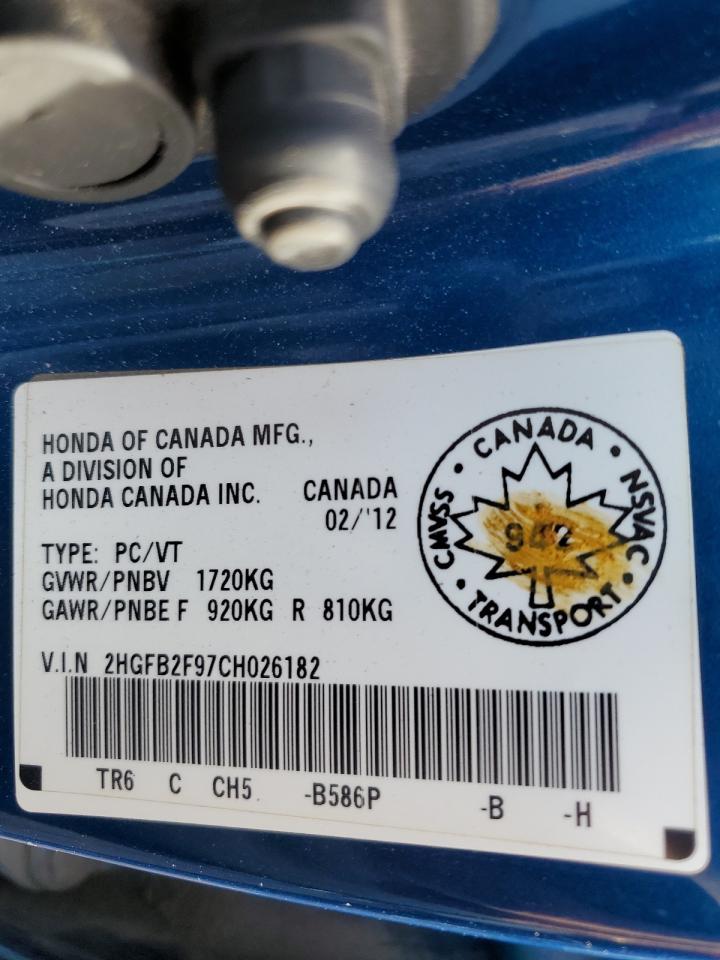 HONDA OF CANADA MFG.,
A DIVISION OF
HONDA CANADA INC. CANADA
02/'12
TYPE: PC/VT
GVWR/PNBV 1720KG
GAWR/PNBE F 920KG R 810KG
V.I.N 2HGFB2F97CH026182
TR6 C CH5 -B586P -B -H
CANADA • NSVAC • TRANSPORT • CMVSS •